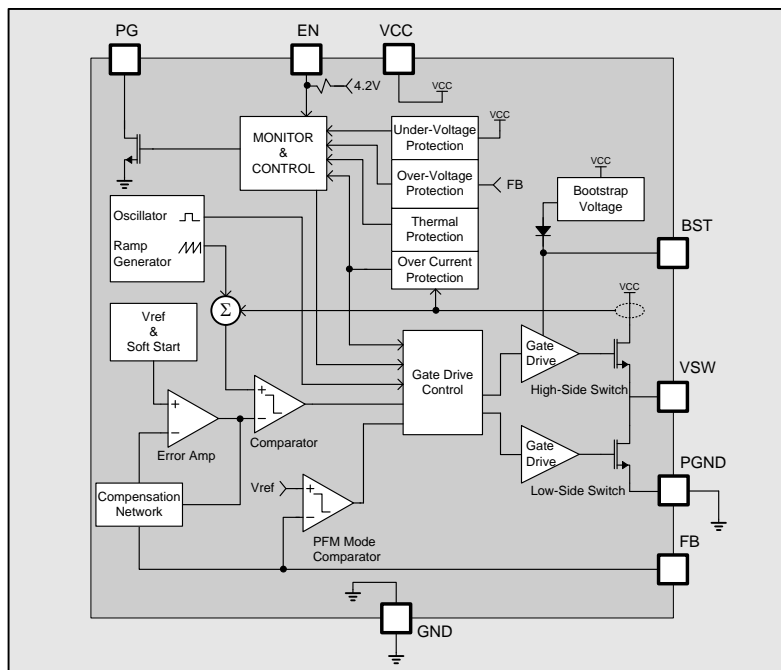 PG
EN
VCC
4.2V
VCC
MONITOR
&
CONTROL
Under-Voltage
Protection
VCC
Over-Voltage
Protection
FB
Thermal
Protection
Over Current
Protection
VCC
Bootstrap
Voltage
BST
Oscillator
Ramp
Generator
Σ
Vref
&
Soft Start
VCC
Gate Drive
Control
Gate
Drive
High-Side Switch
VSW
+
−
Error Amp
+
−
Comparator
Gate
Drive
Low-Side Switch
PGND
Compensation
Network
Vref
+
−
PFM Mode
Comparator
FB
GND